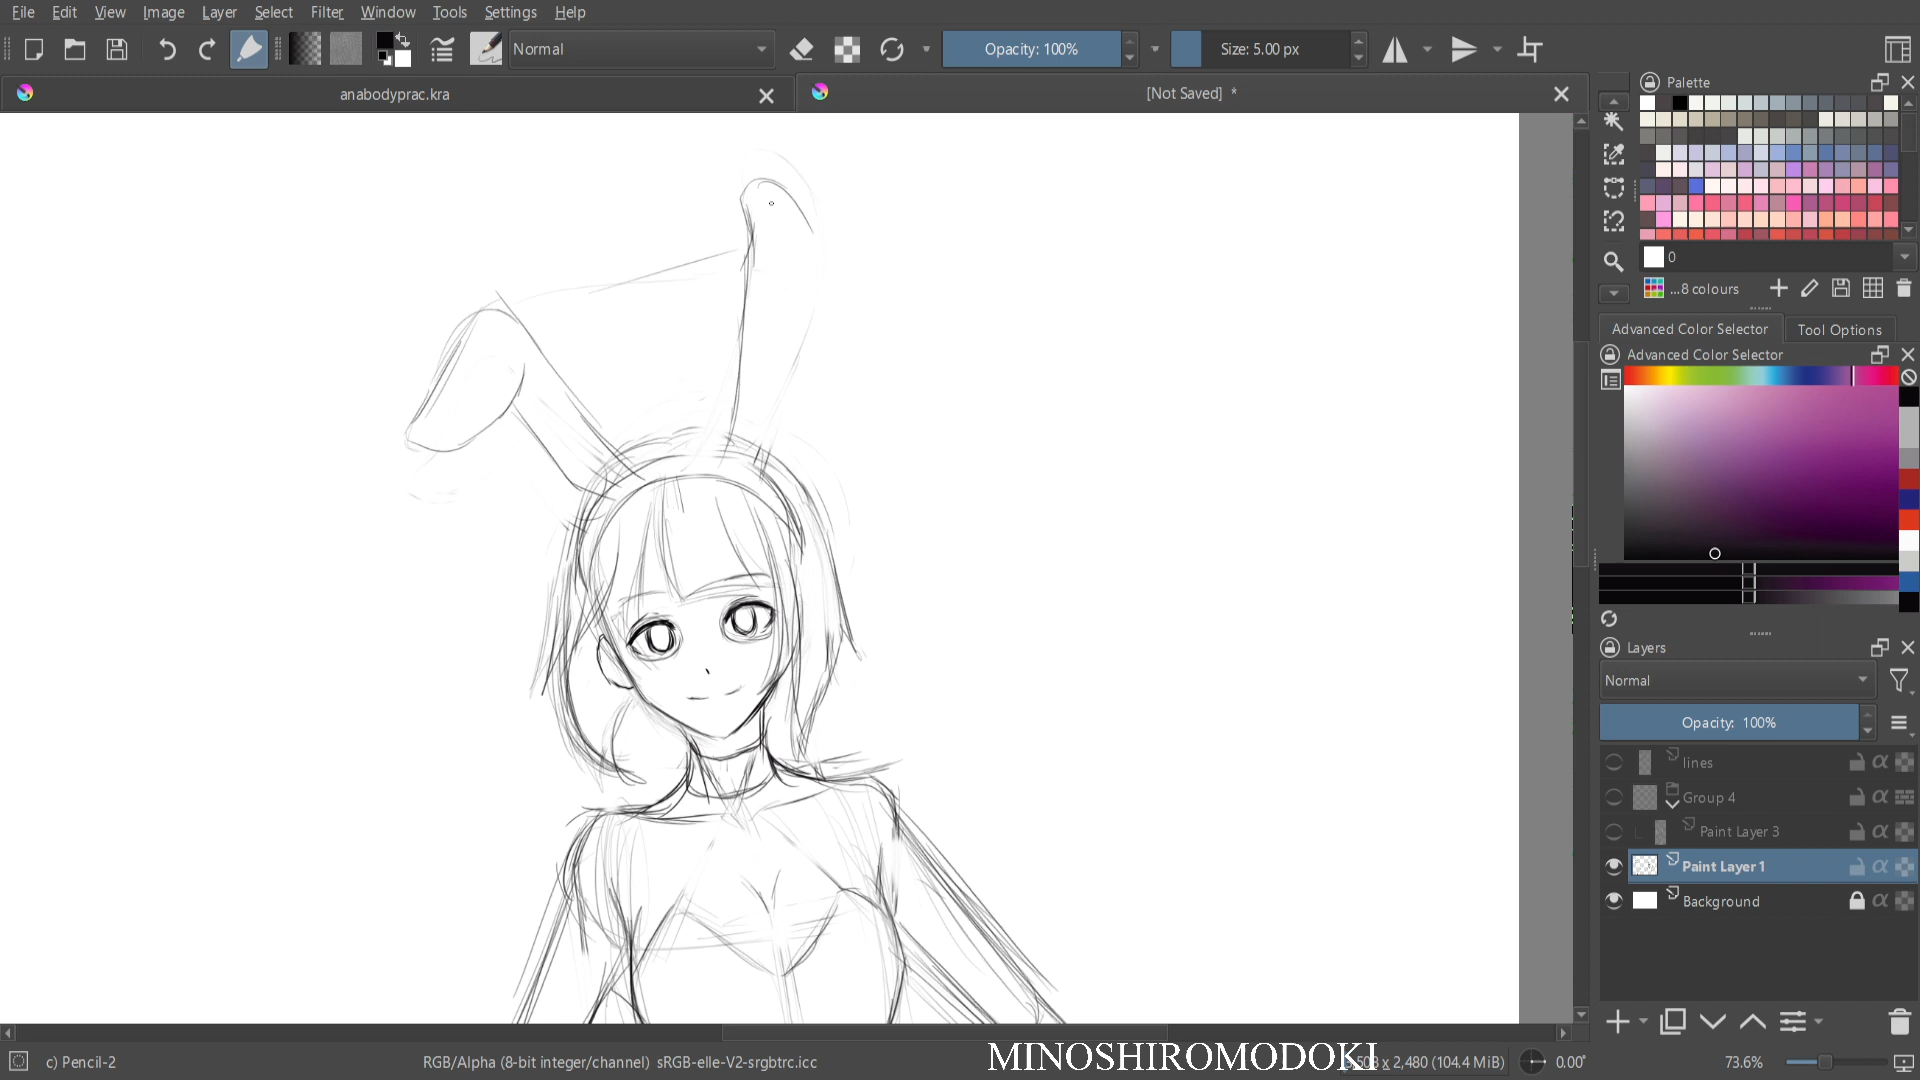 File Edit View Image Layer Select Filter Window Tools Settings Help
Normal Opacity: 100% Size: 5.00 px
anabodyprac.kra [Not Saved] *
Palette
0
...8 colours
Advanced Color Selector Tool Options
Advanced Color Selector
Layers
Normal
Opacity: 100%
lines
Group 4
Paint Layer 3
Paint Layer 1
Background
c) Pencil-2 RGB/Alpha (8-bit integer/channel) sRGB-elle-V2-srgbtrc.icc MINOSHIROMODOKI x 2,480 (104.4 MiB) 0.00° 73.6%